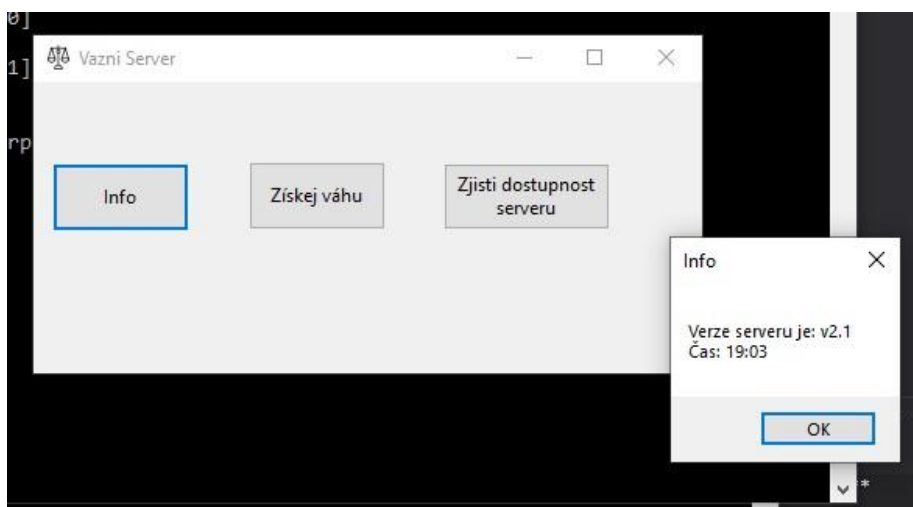 0]
Vazni Server
1]
rp
Info
Získej váhu
Zjisti dostupnost
serveru
Info
Verze serveru je: v2.1
Čas: 19:03
OK
*